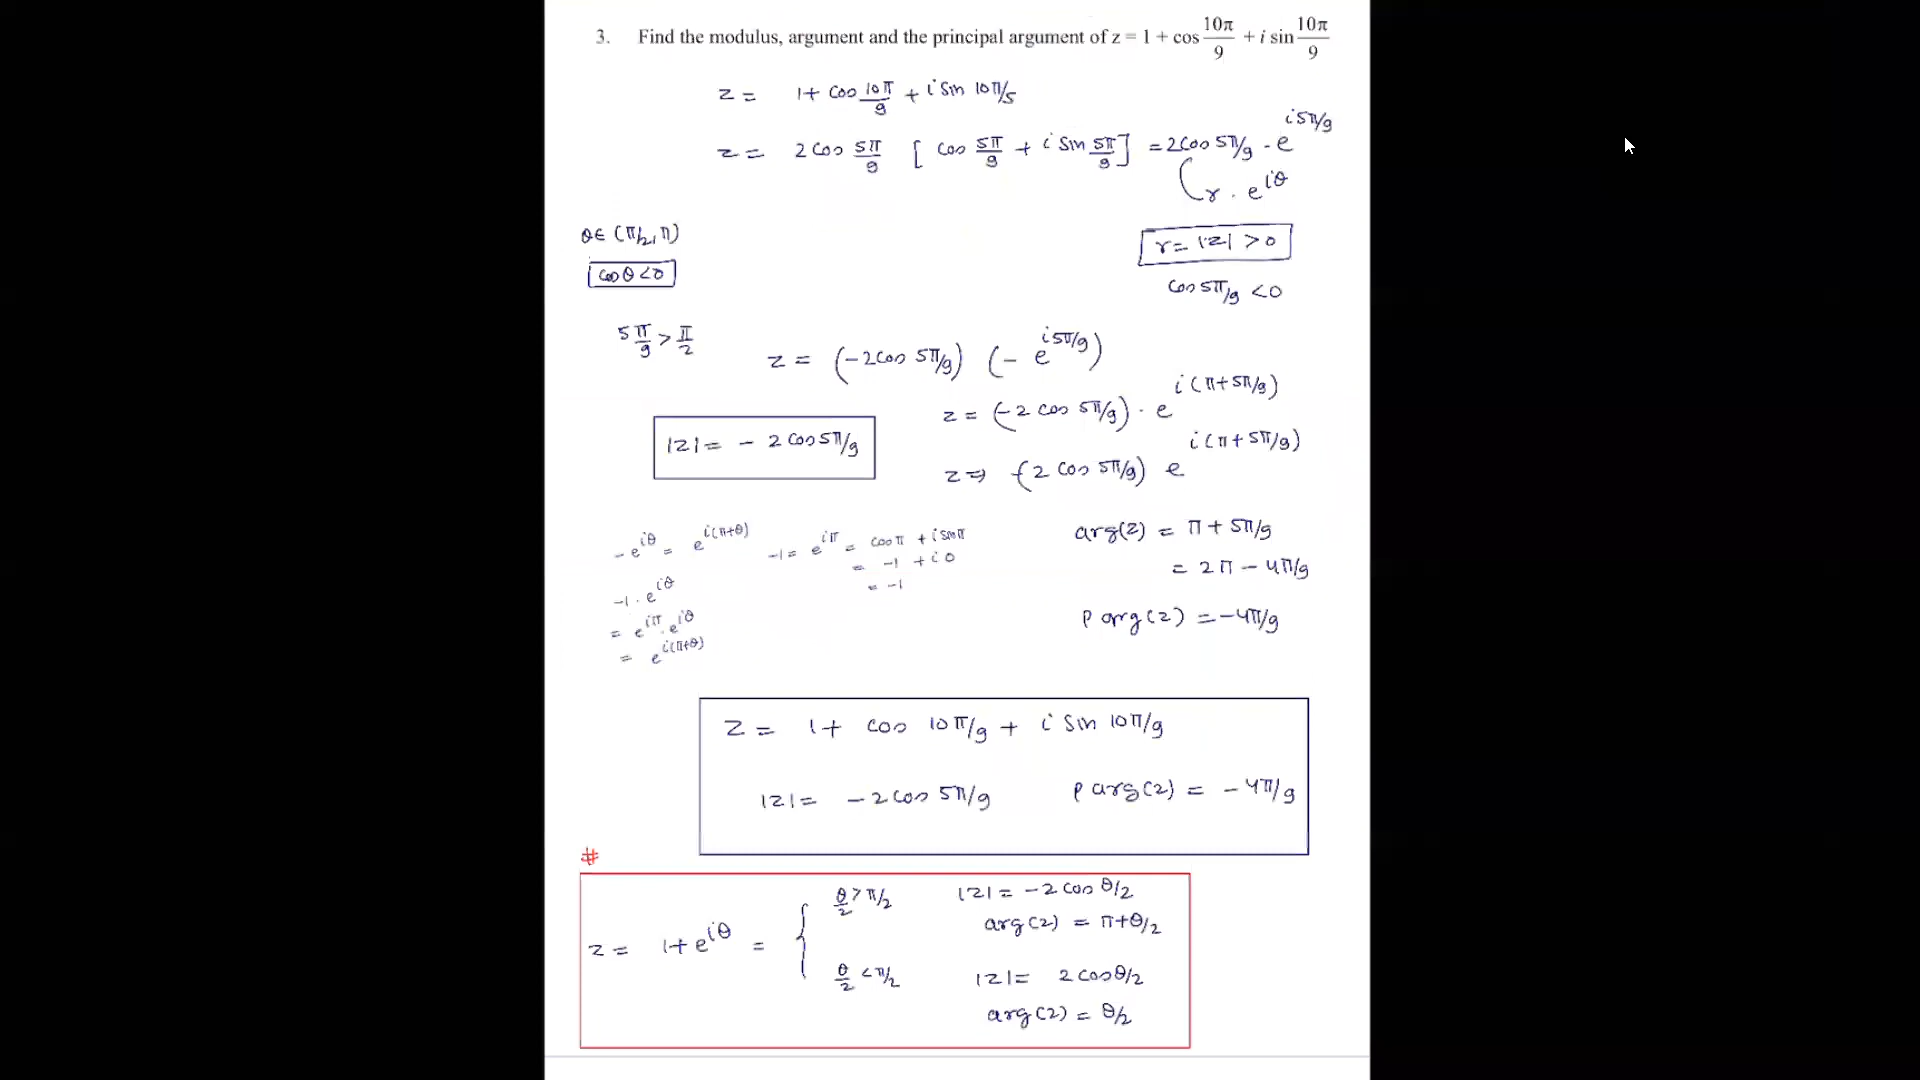 3. Find the modulus, argument and the principal argument of z = 1 + cos 10π/9 + i sin 10π/9
z = 1 + cos 10π/9 + i sin 10π/5
z = 2cos 5π/9 [ cos 5π/9 + i sin 5π/9 ] = 2cos 5π/9 . e^(i5π/9)
r . e^(iθ)
θ ∈ (π/2, π)
cos θ < 0
r = |z| > 0
cos 5π/9 < 0
5π/9 > π/2
z = (-2cos 5π/9) (- e^(i5π/9))
z = (-2 cos 5π/9) . e^(i(π+5π/9))
|z| = - 2 cos 5π/9
z ⇒ (-2 cos 5π/9) e^(i(π+5π/9))
- e^(iθ) = e^(i(π+θ))
-1 . e^(iθ)
= e^(iπ) . e^(iθ)
= e^(i(π+θ))
-1 = e^(iπ) = cos π + i sin π
= -1 + i 0
= -1
arg(z) = π + 5π/9
= 2π - 4π/9
P arg(z) = -4π/9
z = 1 + cos 10π/9 + i sin 10π/9
|z| = - 2 cos 5π/9 P arg(z) = - 4π/9
#
z = 1 + e^(iθ) = {
θ/2 > π/2 |z| = -2 cos θ/2
arg(z) = π + θ/2
θ/2 < π/2 |z| = 2 cos θ/2
arg(z) = θ/2